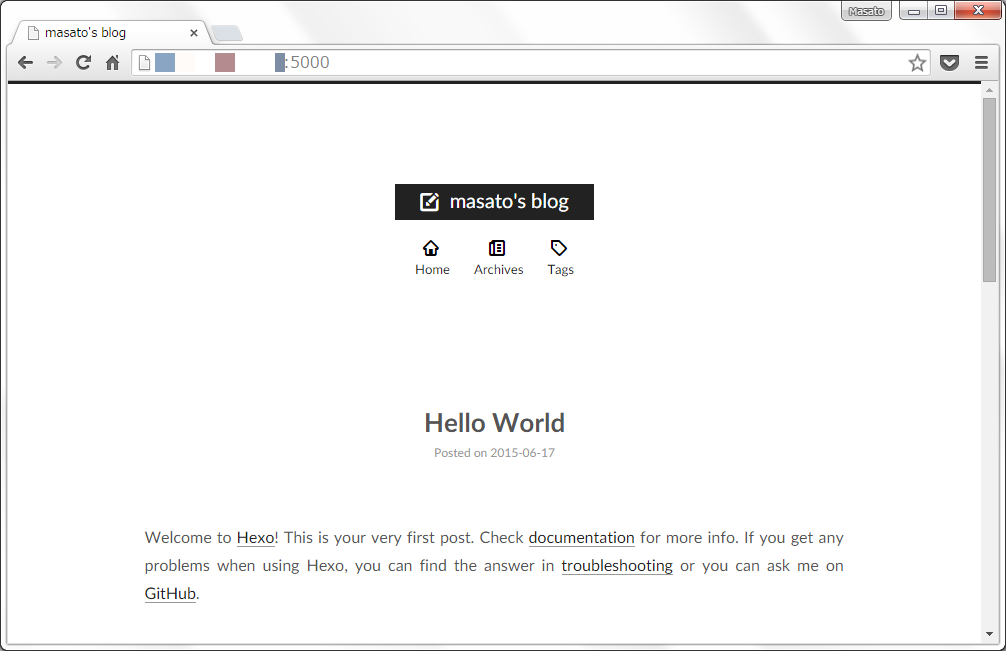 Masato
masato's blog
:5000
masato's blog
Home Archives Tags
Hello World
Posted on 2015-06-17
Welcome to Hexo! This is your very first post. Check documentation for more info. If you get any
problems when using Hexo, you can find the answer in troubleshooting or you can ask me on
GitHub.